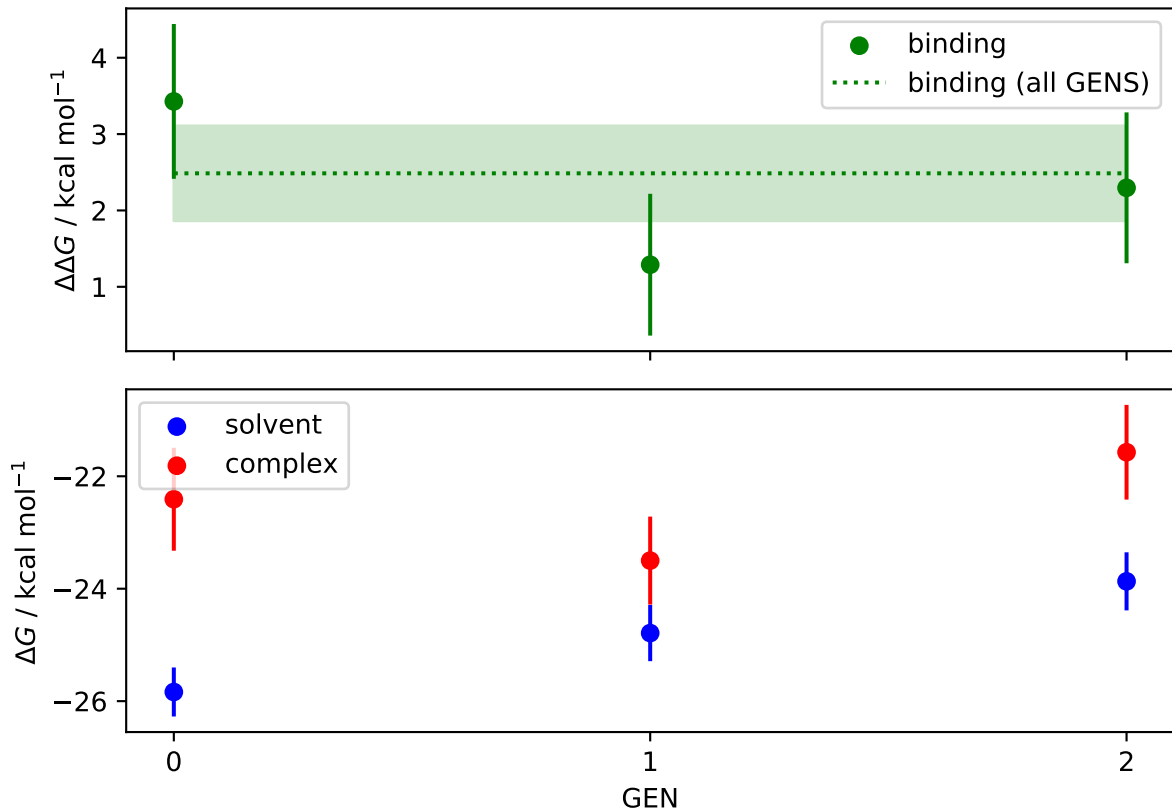 4
3
2
1
ΔΔG / kcal mol⁻¹
binding
binding (all GENS)
−22
−24
−26
ΔG / kcal mol⁻¹
solvent
complex
0 1 2
GEN